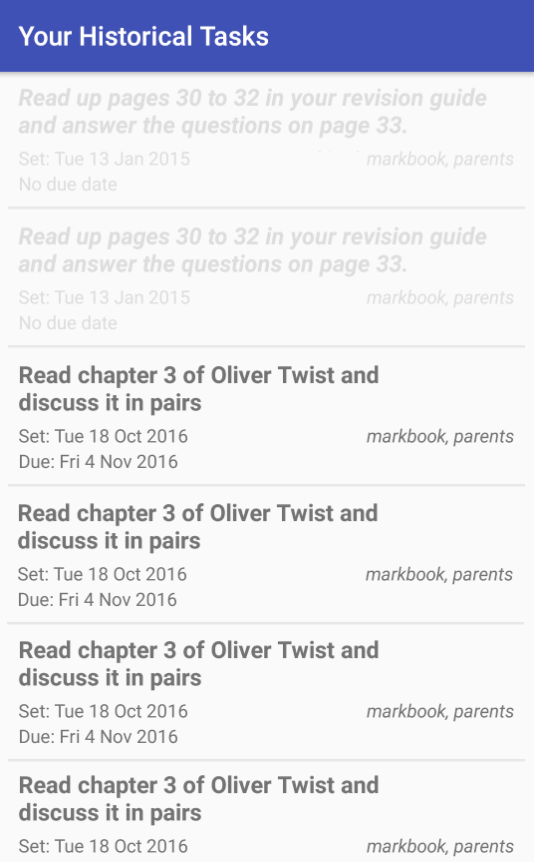 Your Historical Tasks
Read up pages 30 to 32 in your revision guide
and answer the questions on page 33.
Set: Tue 13 Jan 2015 markbook, parents
No due date
Read up pages 30 to 32 in your revision guide
and answer the questions on page 33.
Set: Tue 13 Jan 2015 markbook, parents
No due date
Read chapter 3 of Oliver Twist and
discuss it in pairs
Set: Tue 18 Oct 2016 markbook, parents
Due: Fri 4 Nov 2016
Read chapter 3 of Oliver Twist and
discuss it in pairs
Set: Tue 18 Oct 2016 markbook, parents
Due: Fri 4 Nov 2016
Read chapter 3 of Oliver Twist and
discuss it in pairs
Set: Tue 18 Oct 2016 markbook, parents
Due: Fri 4 Nov 2016
Read chapter 3 of Oliver Twist and
discuss it in pairs
Set: Tue 18 Oct 2016 markbook, parents